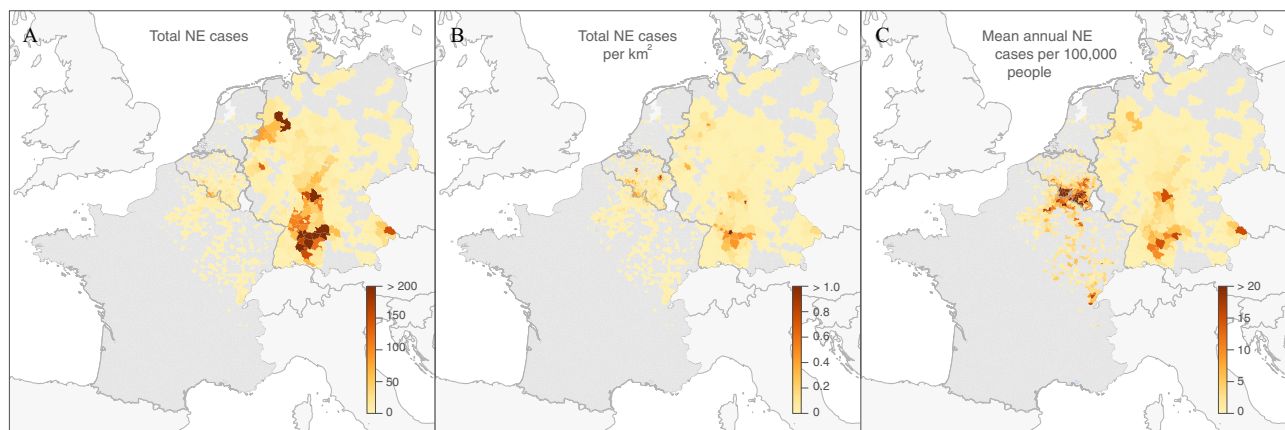 A
Total NE cases
> 200
150
100
50
0
B
Total NE cases
per km²
> 1.0
0.8
0.6
0.4
0.2
0
C
Mean annual NE
cases per 100,000
people
> 20
15
10
5
0